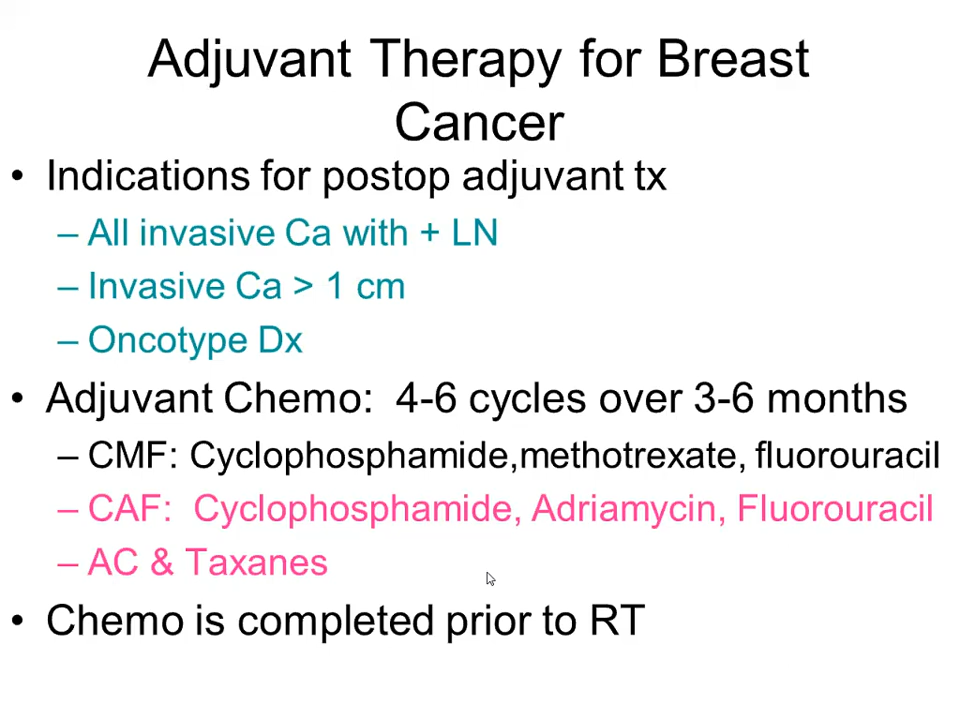 Adjuvant Therapy for Breast
Cancer
• Indications for postop adjuvant tx
– All invasive Ca with + LN
– Invasive Ca > 1 cm
– Oncotype Dx
• Adjuvant Chemo:  4-6 cycles over 3-6 months
– CMF: Cyclophosphamide,methotrexate, fluorouracil
– CAF:  Cyclophosphamide, Adriamycin, Fluorouracil
– AC & Taxanes
• Chemo is completed prior to RT